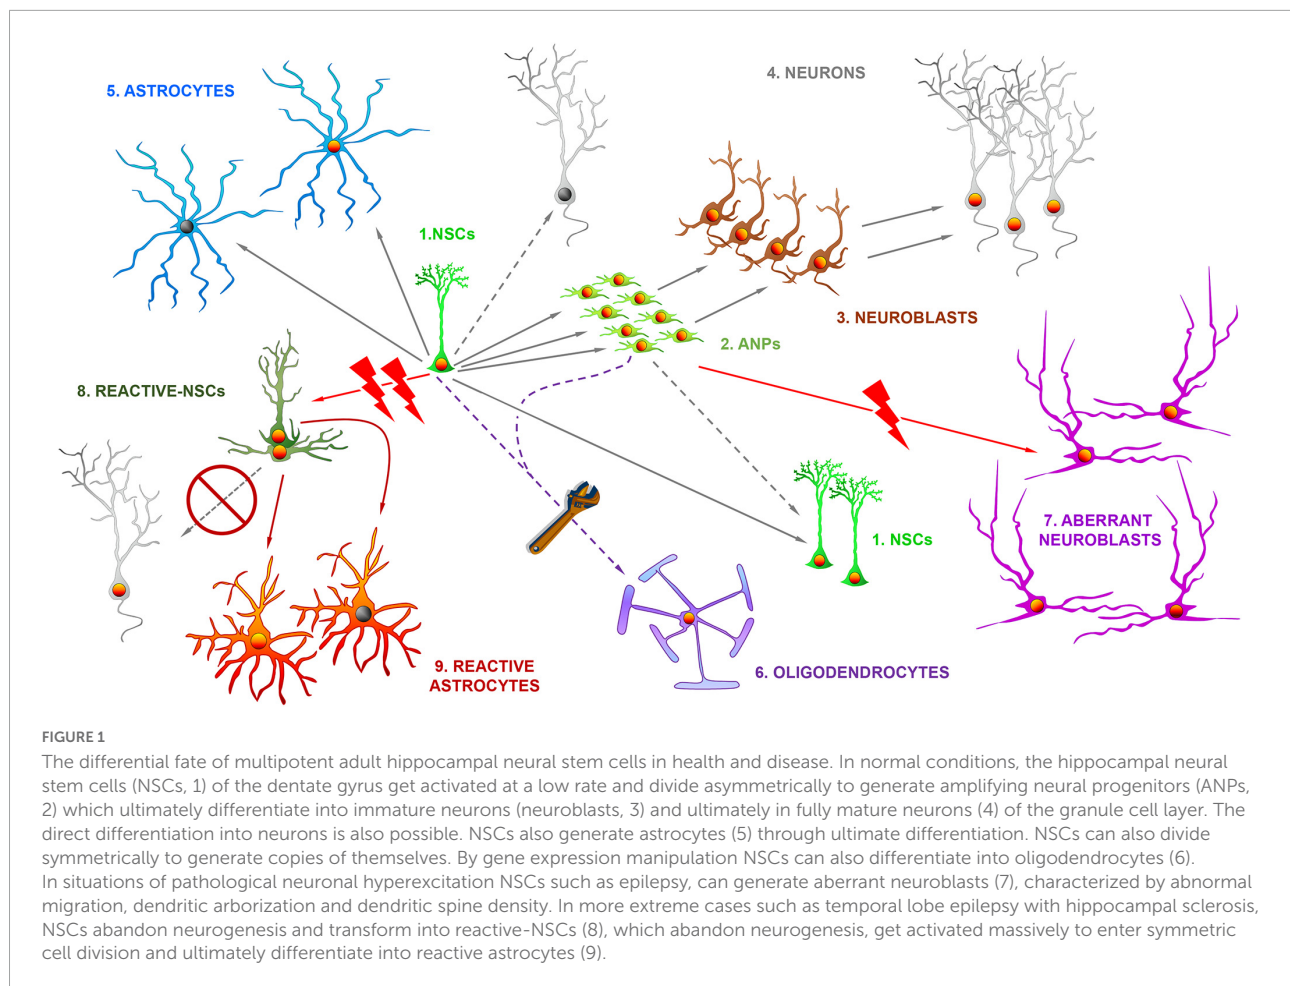 4. NEURONS
5. ASTROCYTES
1.NSCs
3. NEUROBLASTS
2. ANPs
8. REACTIVE-NSCs
7. ABERRANT
NEUROBLASTS
1. NSCs
9. REACTIVE
ASTROCYTES
6. OLIGODENDROCYTES
FIGURE 1
The differential fate of multipotent adult hippocampal neural stem cells in health and disease. In normal conditions, the hippocampal neural
stem cells (NSCs, 1) of the dentate gyrus get activated at a low rate and divide asymmetrically to generate amplifying neural progenitors (ANPs,
2) which ultimately differentiate into immature neurons (neuroblasts, 3) and ultimately in fully mature neurons (4) of the granule cell layer. The
direct differentiation into neurons is also possible. NSCs also generate astrocytes (5) through ultimate differentiation. NSCs can also divide
symmetrically to generate copies of themselves. By gene expression manipulation NSCs can also differentiate into oligodendrocytes (6).
In situations of pathological neuronal hyperexcitation NSCs such as epilepsy, can generate aberrant neuroblasts (7), characterized by abnormal
migration, dendritic arborization and dendritic spine density. In more extreme cases such as temporal lobe epilepsy with hippocampal sclerosis,
NSCs abandon neurogenesis and transform into reactive-NSCs (8), which abandon neurogenesis, get activated massively to enter symmetric
cell division and ultimately differentiate into reactive astrocytes (9).